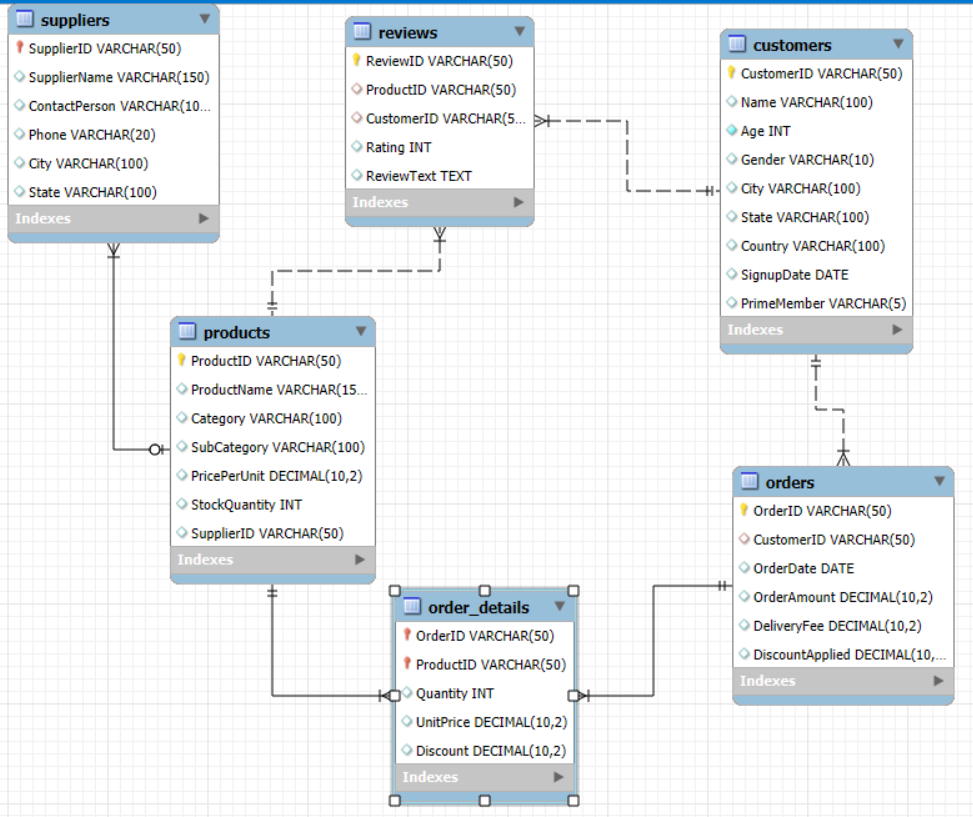 suppliers
SupplierID VARCHAR(50)
SupplierName VARCHAR(150)
ContactPerson VARCHAR(10...
Phone VARCHAR(20)
City VARCHAR(100)
State VARCHAR(100)
Indexes
reviews
ReviewID VARCHAR(50)
ProductID VARCHAR(50)
CustomerID VARCHAR(5...
Rating INT
ReviewText TEXT
Indexes
customers
CustomerID VARCHAR(50)
Name VARCHAR(100)
Age INT
Gender VARCHAR(10)
City VARCHAR(100)
State VARCHAR(100)
Country VARCHAR(100)
SignupDate DATE
PrimeMember VARCHAR(5)
Indexes
products
ProductID VARCHAR(50)
ProductName VARCHAR(15...
Category VARCHAR(100)
SubCategory VARCHAR(100)
PricePerUnit DECIMAL(10,2)
StockQuantity INT
SupplierID VARCHAR(50)
Indexes
orders
OrderID VARCHAR(50)
CustomerID VARCHAR(50)
OrderDate DATE
OrderAmount DECIMAL(10,2)
DeliveryFee DECIMAL(10,2)
DiscountApplied DECIMAL(10,...
Indexes
order_details
OrderID VARCHAR(50)
ProductID VARCHAR(50)
Quantity INT
UnitPrice DECIMAL(10,2)
Discount DECIMAL(10,2)
Indexes